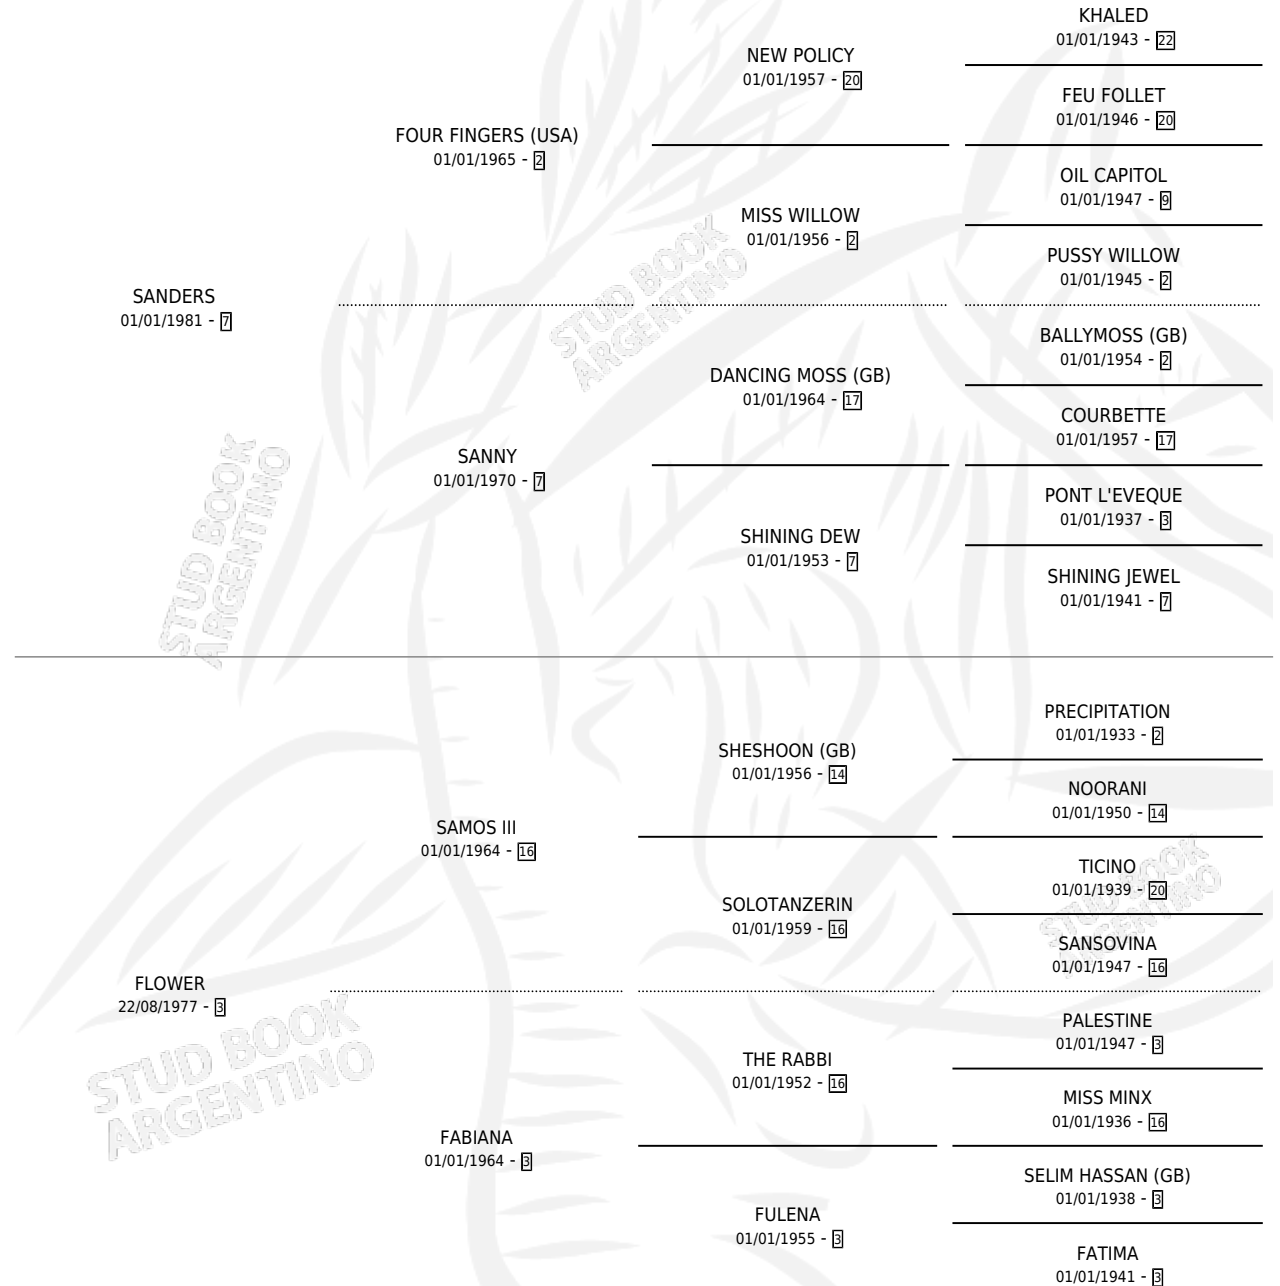 KHALED
01/01/1943 - 22
NEW POLICY
01/01/1957 - 20
FEU FOLLET
01/01/1946 - 20
FOUR FINGERS (USA)
01/01/1965 - 2
OIL CAPITOL
01/01/1947 - 9
MISS WILLOW
01/01/1956 - 2
PUSSY WILLOW
01/01/1945 - 2
SANDERS
01/01/1981 - 7
STUD BOOK
ARGENTINO
BALLYMOSS (GB)
01/01/1954 - 2
DANCING MOSS (GB)
01/01/1964 - 17
COURBETTE
01/01/1957 - 17
SANNY
01/01/1970 - 7
PONT L'EVEQUE
01/01/1937 - 3
SHINING DEW
01/01/1953 - 7
SHINING JEWEL
01/01/1941 - 7
STUD BOOK
ARGENTINO
PRECIPITATION
01/01/1933 - 2
SHESHOON (GB)
01/01/1956 - 14
NOORANI
01/01/1950 - 14
SAMOS III
01/01/1964 - 16
TICINO
01/01/1939 - 20
SOLOTANZERIN
01/01/1959 - 16
SANSOVINA
01/01/1947 - 16
STUD BOOK
ARGENTINO
FLOWER
22/08/1977 - 3
PALESTINE
01/01/1947 - 3
THE RABBI
01/01/1952 - 16
MISS MINX
01/01/1936 - 16
STUD BOOK
ARGENTINO
FABIANA
01/01/1964 - 3
SELIM HASSAN (GB)
01/01/1938 - 3
FULENA
01/01/1955 - 3
FATIMA
01/01/1941 - 3